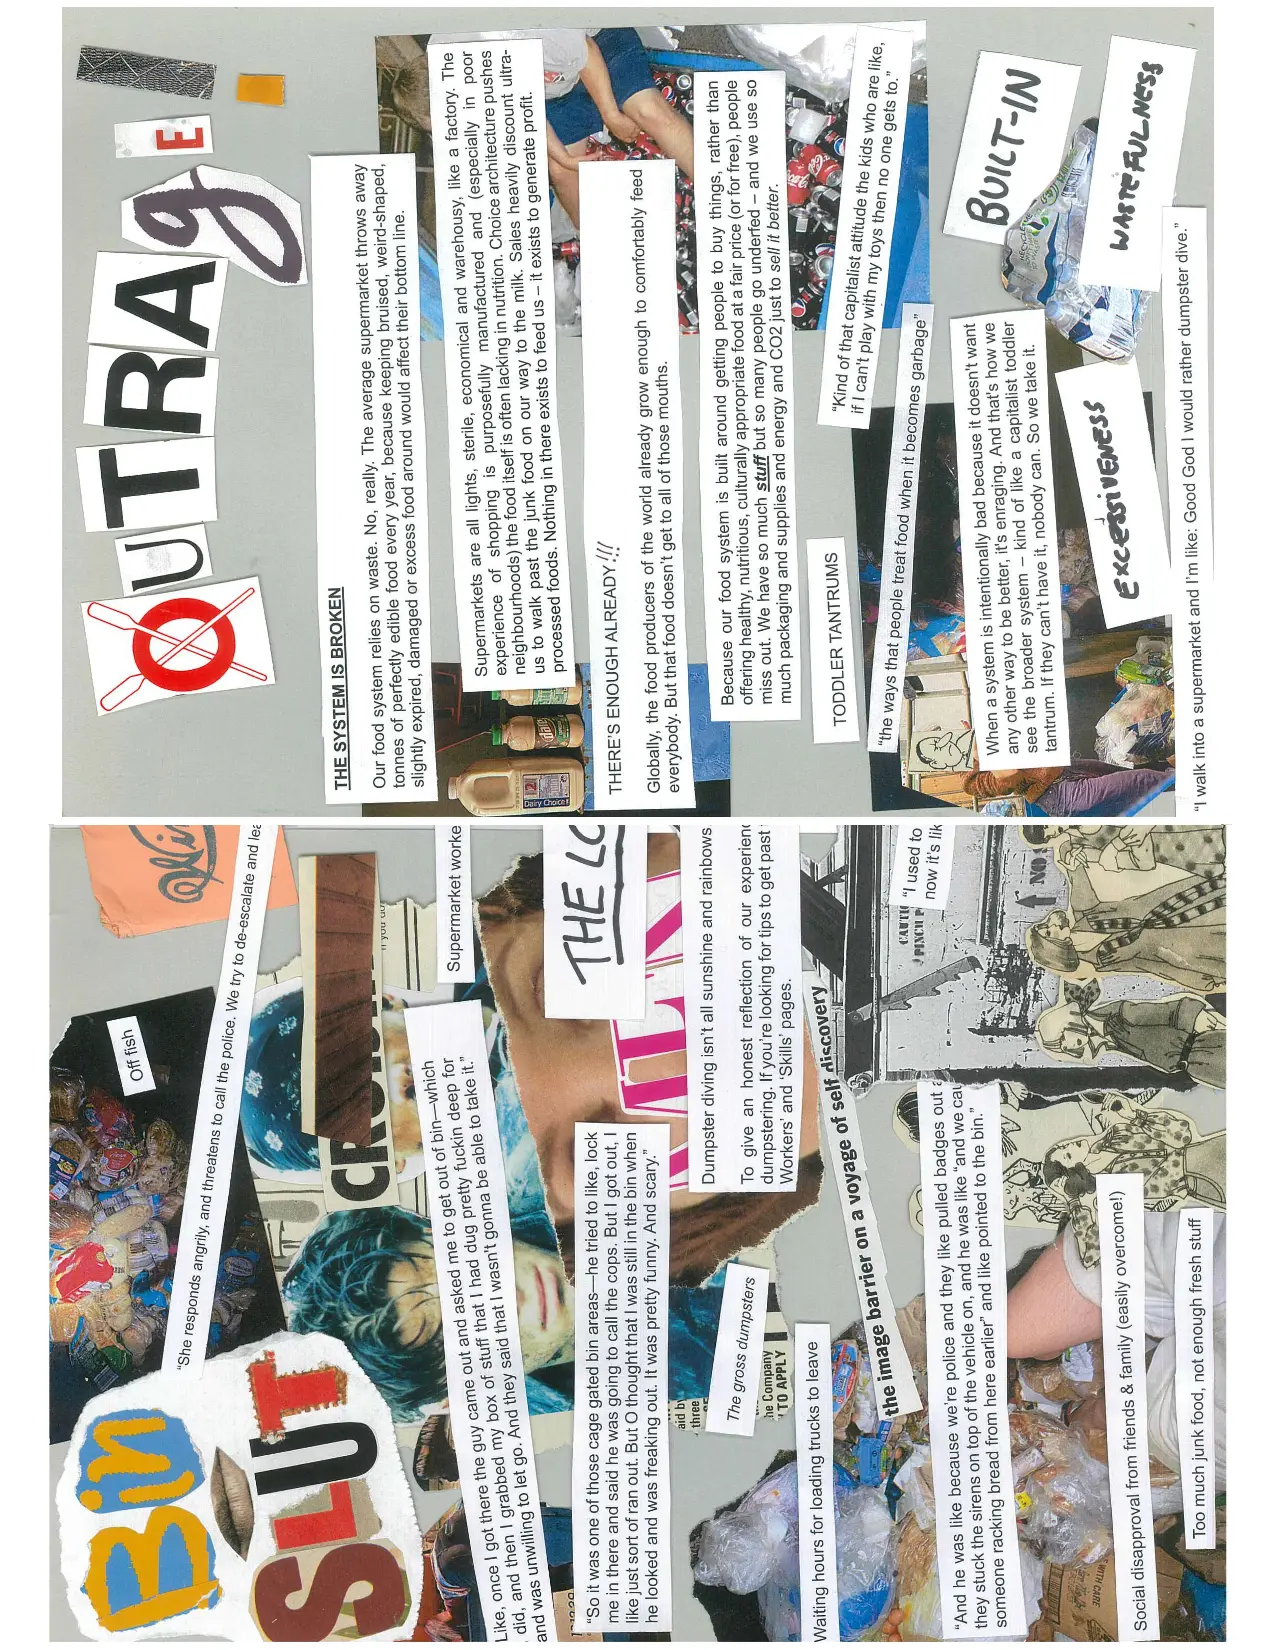 OUTRAgE
THE SYSTEM IS BROKEN
Our food system relies on waste. No, really. The average supermarket throws away
tonnes of perfectly edible food every year, because keeping bruised, weird-shaped,
slightly expired, damaged or excess food around would affect their bottom line.
Supermarkets are all lights, sterile, economical and warehousy, like a factory. The
experience of shopping is purposefully manufactured and (especially in poor
neighbourhoods) the food itself is often lacking in nutrition. Choice architecture pushes
us to walk past the junk food on our way to the milk. Sales heavily discount ultra-
processed foods. Nothing in there exists to feed us – it exists to generate profit.
Dairy Choice
THERE'S ENOUGH ALREADY!!!
Globally, the food producers of the world already grow enough to comfortably feed
everybody. But that food doesn't get to all of those mouths.
Because our food system is built around getting people to buy things, rather than
offering healthy, nutritious, culturally appropriate food at a fair price (or for free), people
miss out. We have so much stuff but so many people go underfed – and we use so
much packaging and supplies and energy and CO2 just to sell it better.
TODDLER TANTRUMS
"Kind of that capitalist attitude the kids who are like,
if I can't play with my toys then no one gets to."
"the ways that people treat food when it becomes garbage"
When a system is intentionally bad because it doesn't want
any other way to be better, it's enraging. And that's how we
see the broader system – kind of like a capitalist toddler
tantrum. If they can't have it, nobody can. So we take it.
BUILT-IN
WASTEFULNESS
EXCESSIVENESS
"I walk into a supermarket and I'm like: Good God I would rather dumpster dive."
Bin
SLUT
Off fish
"She responds angrily, and threatens to call the police. We try to de-escalate and lea
Like, once I got there the guy came out and asked me to get out of bin—which
did, and then I grabbed my box of stuff that I had dug pretty fuckin deep for
and was unwilling to let go. And they said that I wasn't gonna be able to take it."
Supermarket worke
"So it was one of those cage gated bin areas—he tried to like, lock
me in there and said he was going to call the cops. But I got out, I
like just sort of ran out. But O thought that I was still in the bin when
he looked and was freaking out. It was pretty funny. And scary."
THE LO
Dumpster diving isn't all sunshine and rainbows
To give an honest reflection of our experienc
dumpstering. If you're looking for tips to get past
Workers' and 'Skills' pages.
The gross dumpsters
the Company
TO APPLY
the image barrier on a voyage of self discovery
Waiting hours for loading trucks to leave
"I used to
now it's lik
CAUTIO
PINCH P
NO
"And he was like because we're police and they like pulled badges out a
they stuck the sirens on top of the vehicle on, and he was like "and we cau
someone racking bread from here earlier" and like pointed to the bin."
Social disapproval from friends & family (easily overcome!)
Too much junk food, not enough fresh stuff